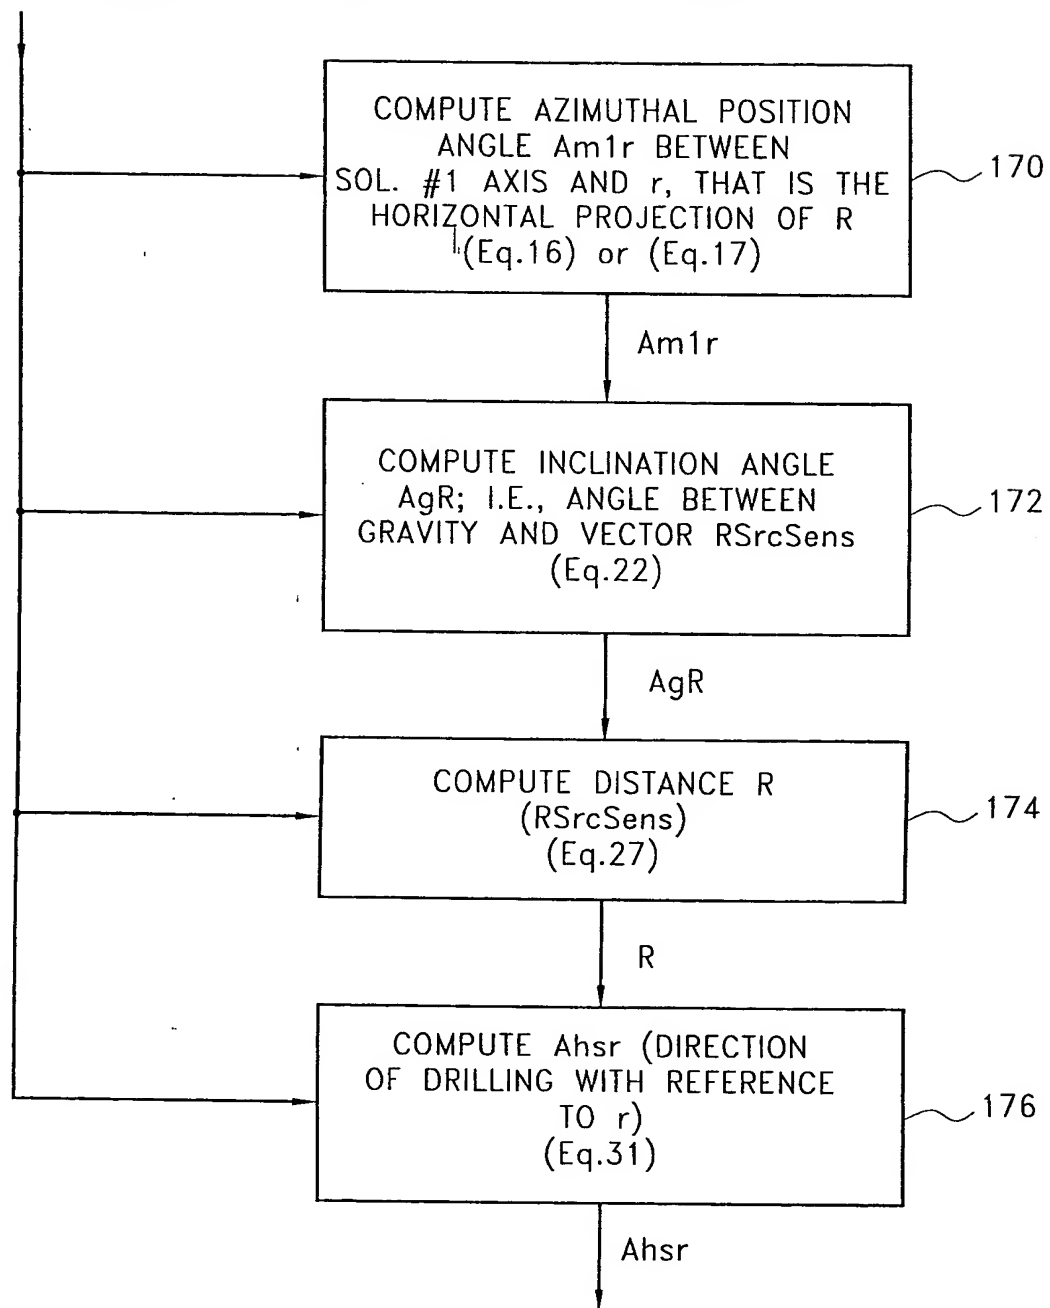 COMPUTE AZIMUTHAL POSITION
ANGLE Am1r BETWEEN
SOL. #1 AXIS AND r, THAT IS THE
HORIZONTAL PROJECTION OF R
(Eq.16) or (Eq.17)
170
Am1r
COMPUTE INCLINATION ANGLE
AgR; I.E., ANGLE BETWEEN
GRAVITY AND VECTOR RSrcSens
(Eq.22)
172
AgR
COMPUTE DISTANCE R
(RSrcSens)
(Eq.27)
174
R
COMPUTE Ahsr (DIRECTION
OF DRILLING WITH REFERENCE
TO r)
(Eq.31)
176
Ahsr